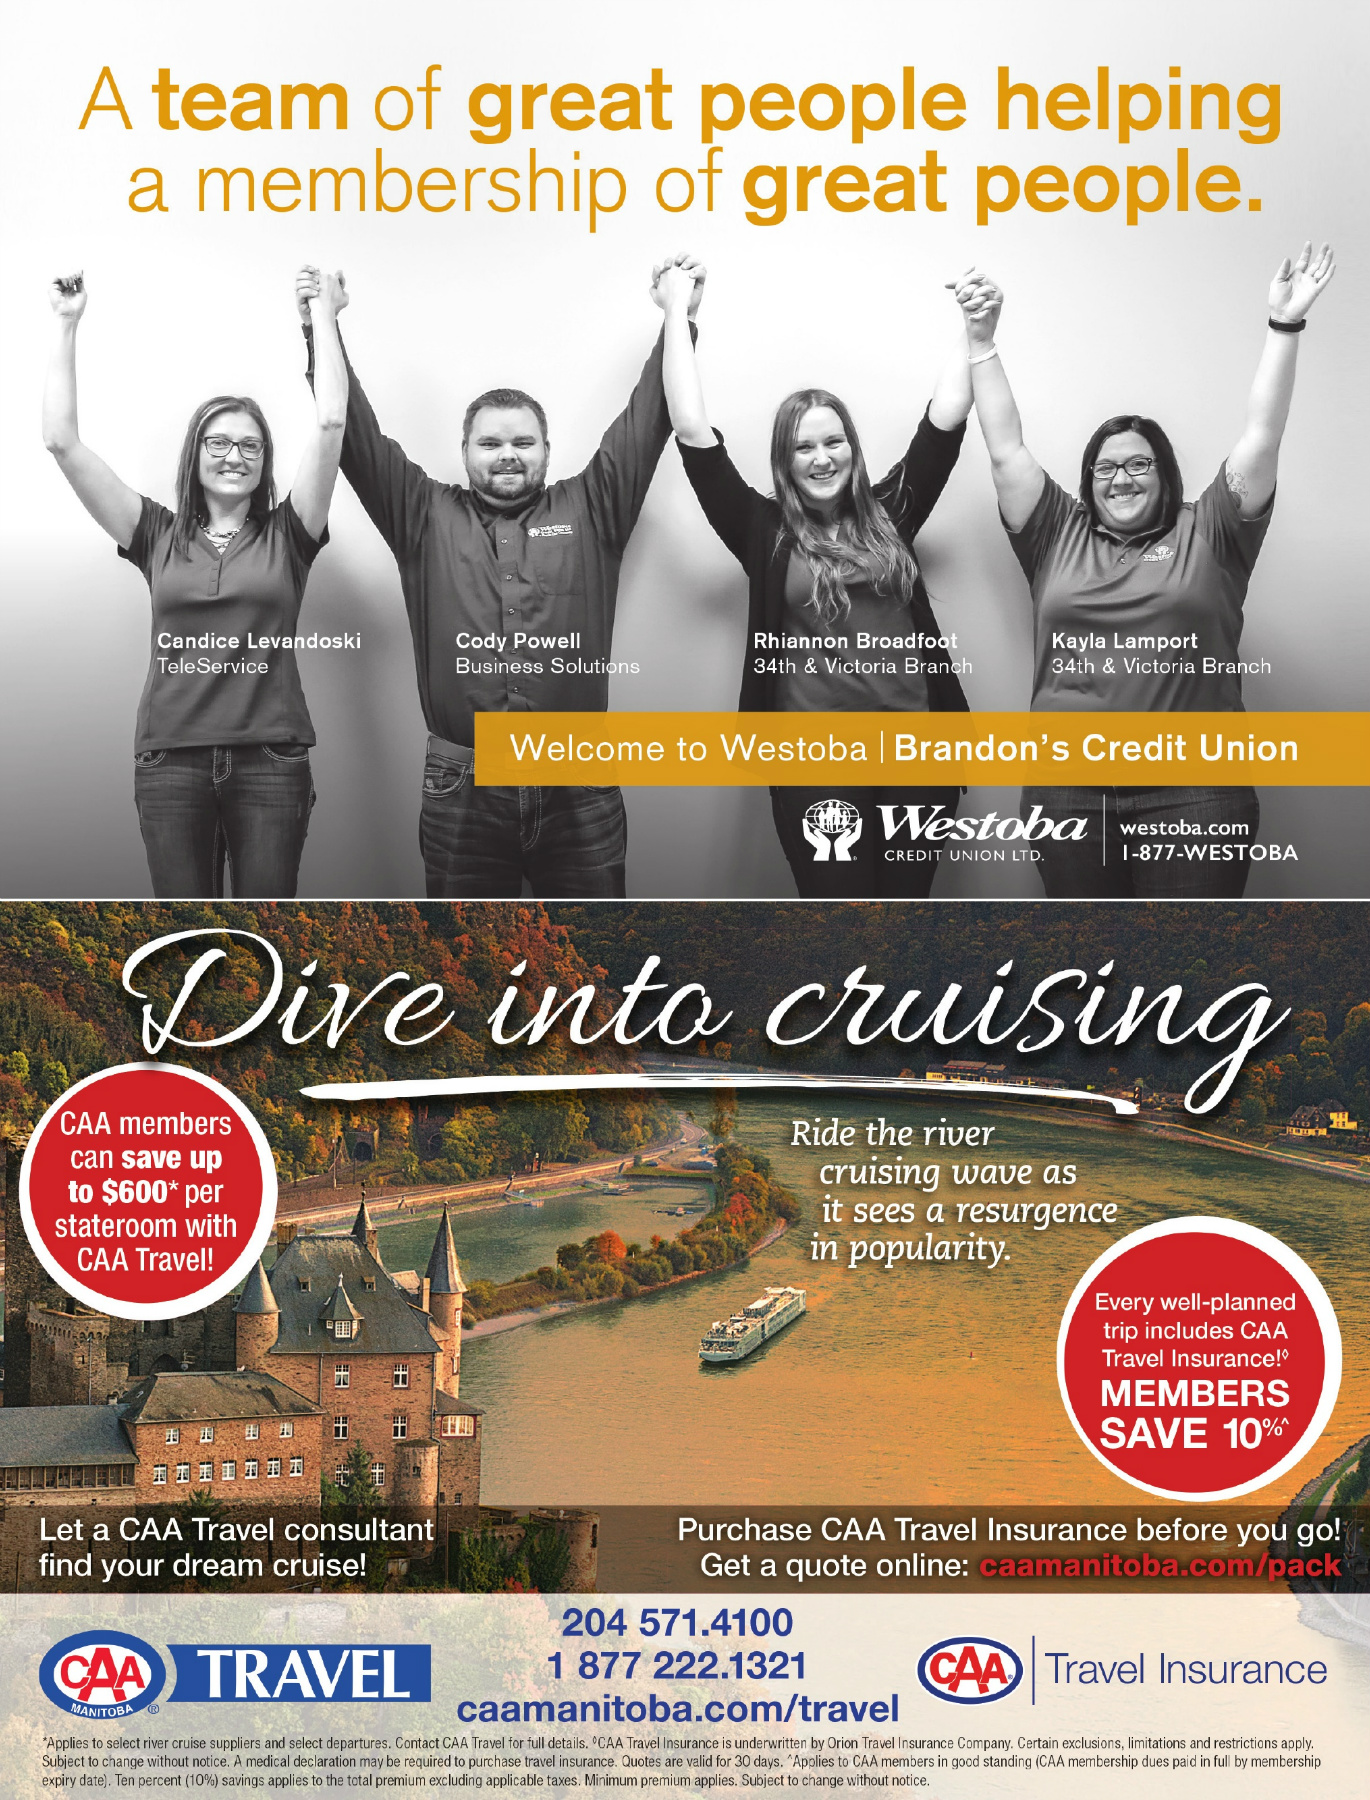 A team of great people helping
a membership of great people.
Candice Levandoski
TeleService
Cody Powell
Business Solutions
Rhiannon Broadfoot
34th & Victoria Branch
Kayla Lamport
34th & Victoria Branch
Welcome to Westoba | Brandon's Credit Union
Westoba
CREDIT UNION LTD.
westoba.com
1-877-WESTOBA
Dive into cruising
CAA members
can save up
to $600* per
stateroom with
CAA Travel!
Ride the river
cruising wave as
it sees a resurgence
in popularity.
Every well-planned
trip includes CAA
Travel Insurance!◊
MEMBERS
SAVE 10%^
Let a CAA Travel consultant
find your dream cruise!
Purchase CAA Travel Insurance before you go!
Get a quote online: caamanitoba.com/pack
CAA
MANITOBA
®
TRAVEL
204 571.4100
1 877 222.1321
caamanitoba.com/travel
CAA®
Travel Insurance
*Applies to select river cruise suppliers and select departures. Contact CAA Travel for full details. ◊CAA Travel Insurance is underwritten by Orion Travel Insurance Company. Certain exclusions, limitations and restrictions apply.
Subject to change without notice. A medical declaration may be required to purchase travel insurance. Quotes are valid for 30 days. ^Applies to CAA members in good standing (CAA membership dues paid in full by membership
expiry date). Ten percent (10%) savings applies to the total premium excluding applicable taxes. Minimum premium applies. Subject to change without notice.